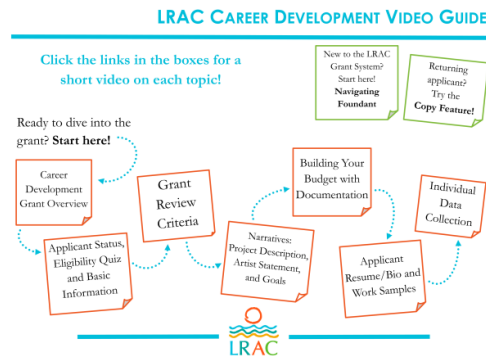 LRAC CAREER DEVELOPMENT VIDEO GUIDE
Click the links in the boxes for a
short video on each topic!
New to the LRAC
Grant System?
Start here!
Navigating
Foundant
Returning
applicant?
Try the
Copy Feature!
Ready to dive into the
grant? Start here!
Career
Development
Grant Overview
Applicant Status,
Eligibility Quiz
and Basic
Information
Grant
Review
Criteria
Narratives:
Project Description,
Artist Statement,
and Goals
Building Your
Budget with
Documentation
Applicant
Resume/Bio and
Work Samples
Individual
Data
Collection
LRAC